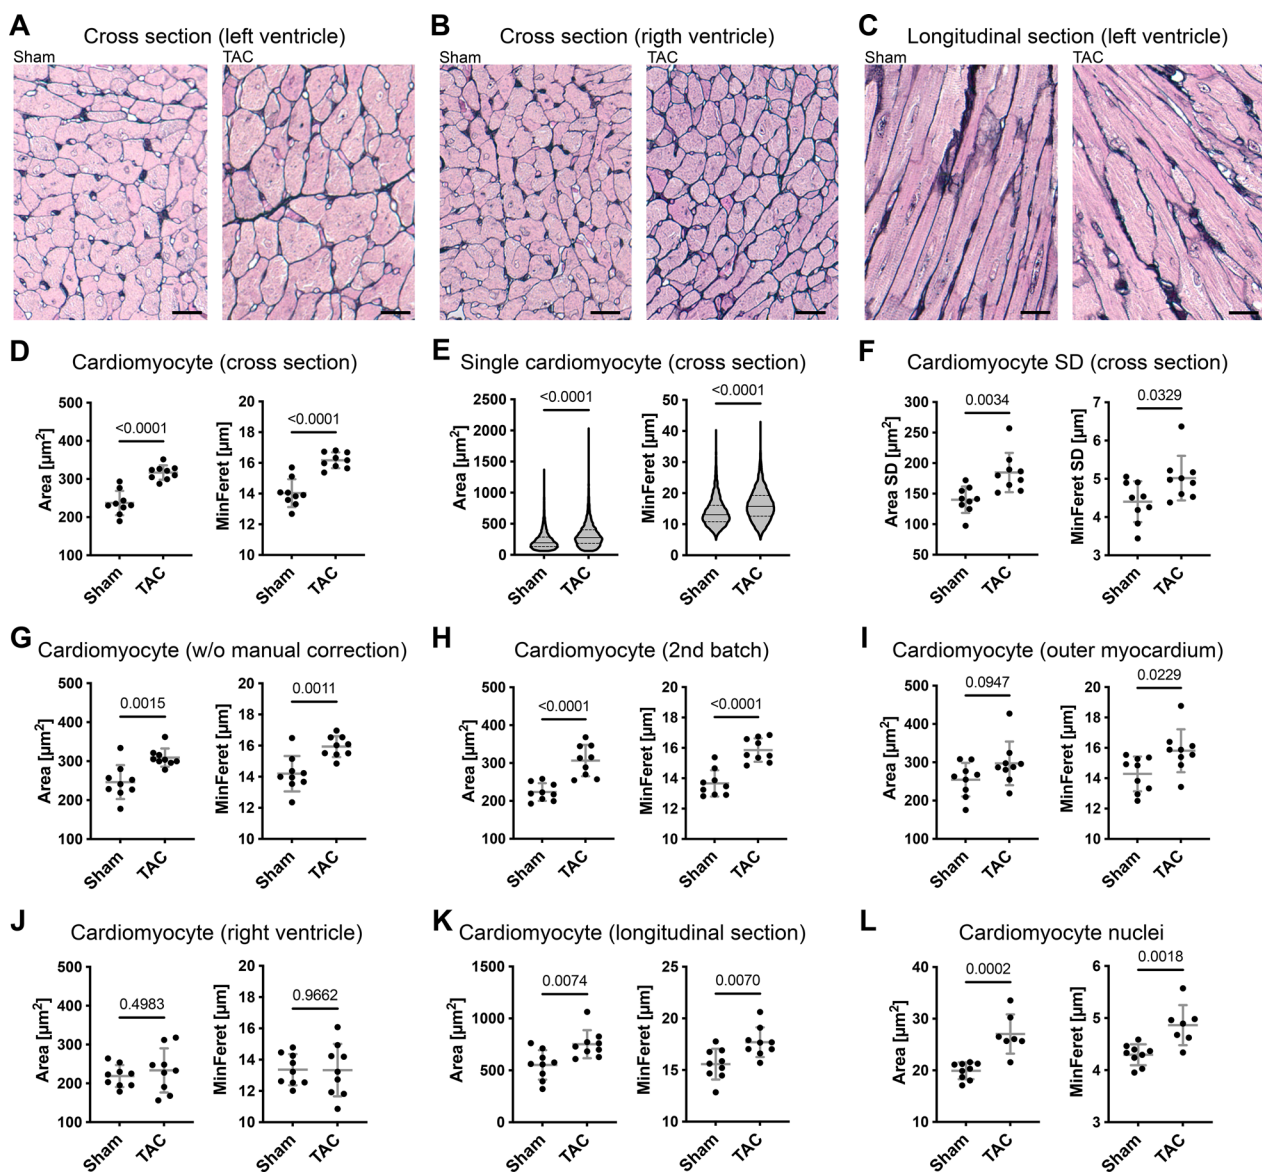 A
Cross section (left ventricle)
Sham
TAC
B
Cross section (rigth ventricle)
Sham
TAC
C
Longitudinal section (left ventricle)
Sham
TAC
D
Cardiomyocyte (cross section)
Area [µm²]
500
400
300
200
100
<0.0001
Sham
TAC
MinFeret [µm]
20
18
16
14
12
10
<0.0001
Sham
TAC
E
Single cardiomyocyte (cross section)
Area [µm²]
2500
2000
1500
1000
500
0
<0.0001
Sham
TAC
MinFeret [µm]
50
40
30
20
10
0
<0.0001
Sham
TAC
F
Cardiomyocyte SD (cross section)
Area SD [µm²]
300
250
200
150
100
50
0.0034
Sham
TAC
MinFeret SD [µm]
7
6
5
4
3
0.0329
Sham
TAC
G
Cardiomyocyte (w/o manual correction)
Area [µm²]
500
400
300
200
100
0.0015
Sham
TAC
MinFeret [µm]
20
18
16
14
12
10
0.0011
Sham
TAC
H
Cardiomyocyte (2nd batch)
Area [µm²]
500
400
300
200
100
<0.0001
Sham
TAC
MinFeret [µm]
20
18
16
14
12
10
<0.0001
Sham
TAC
I
Cardiomyocyte (outer myocardium)
Area [µm²]
500
400
300
200
100
0.0947
Sham
TAC
MinFeret [µm]
20
18
16
14
12
10
0.0229
Sham
TAC
J
Cardiomyocyte (right ventricle)
Area [µm²]
500
400
300
200
100
0.4983
Sham
TAC
MinFeret [µm]
20
18
16
14
12
10
0.9662
Sham
TAC
K
Cardiomyocyte (longitudinal section)
Area [µm²]
1500
1000
500
0
0.0074
Sham
TAC
MinFeret [µm]
25
20
15
10
0.0070
Sham
TAC
L
Cardiomyocyte nuclei
Area [µm²]
40
30
20
10
0.0002
Sham
TAC
MinFeret [µm]
6
5
4
3
0.0018
Sham
TAC